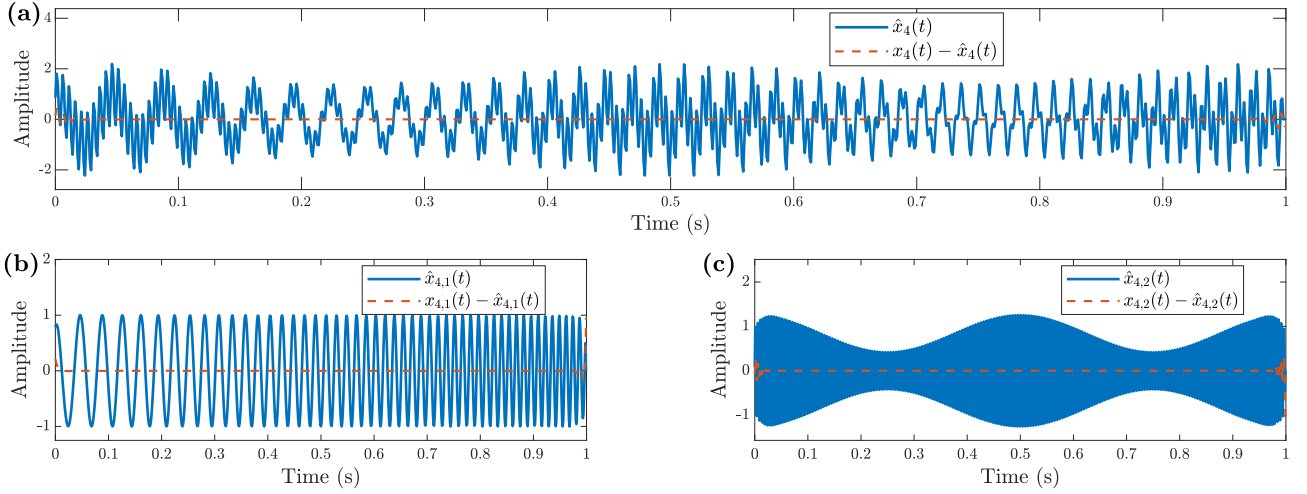 (a)
4
2
0
-2
Amplitude
x̂₄(t)
x₄(t) − x̂₄(t)
0 0.1 0.2 0.3 0.4 0.5 0.6 0.7 0.8 0.9 1
Time (s)
(b)
2
1
0
-1
Amplitude
x̂₄,₁(t)
x₄,₁(t) − x̂₄,₁(t)
0 0.1 0.2 0.3 0.4 0.5 0.6 0.7 0.8 0.9 1
Time (s)
(c)
2
1
0
-1
Amplitude
x̂₄,₂(t)
x₄,₂(t) − x̂₄,₂(t)
0 0.1 0.2 0.3 0.4 0.5 0.6 0.7 0.8 0.9 1
Time (s)